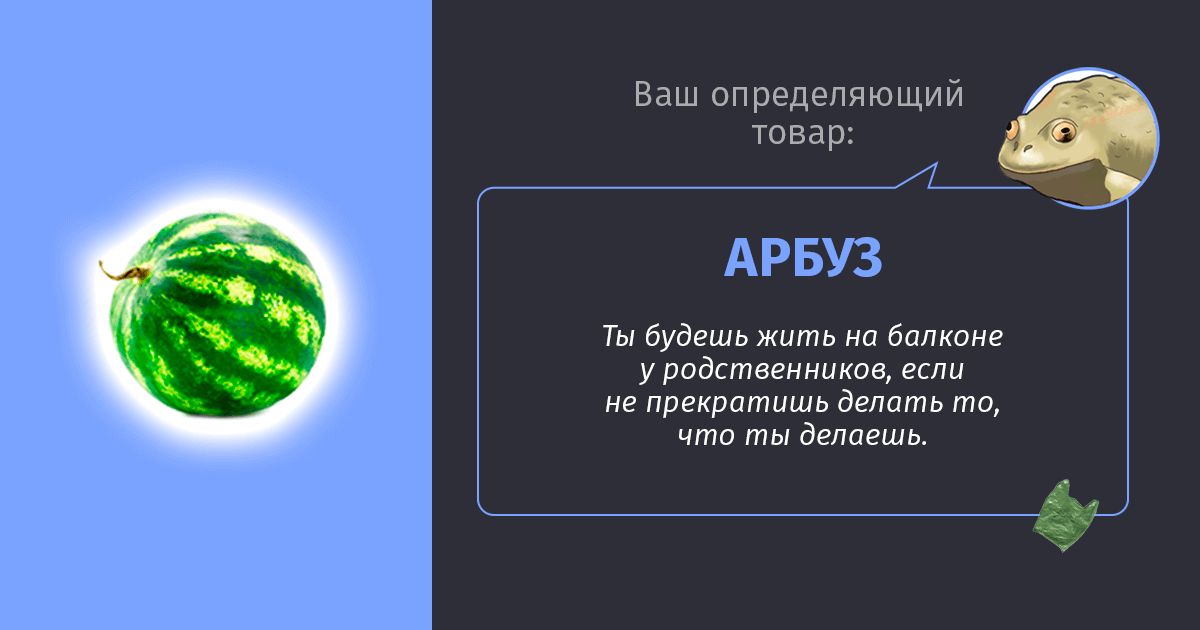 Ваш определяющий
товар:
АРБУЗ
Ты будешь жить на балконе
у родственников, если
не прекратишь делать то,
что ты делаешь.